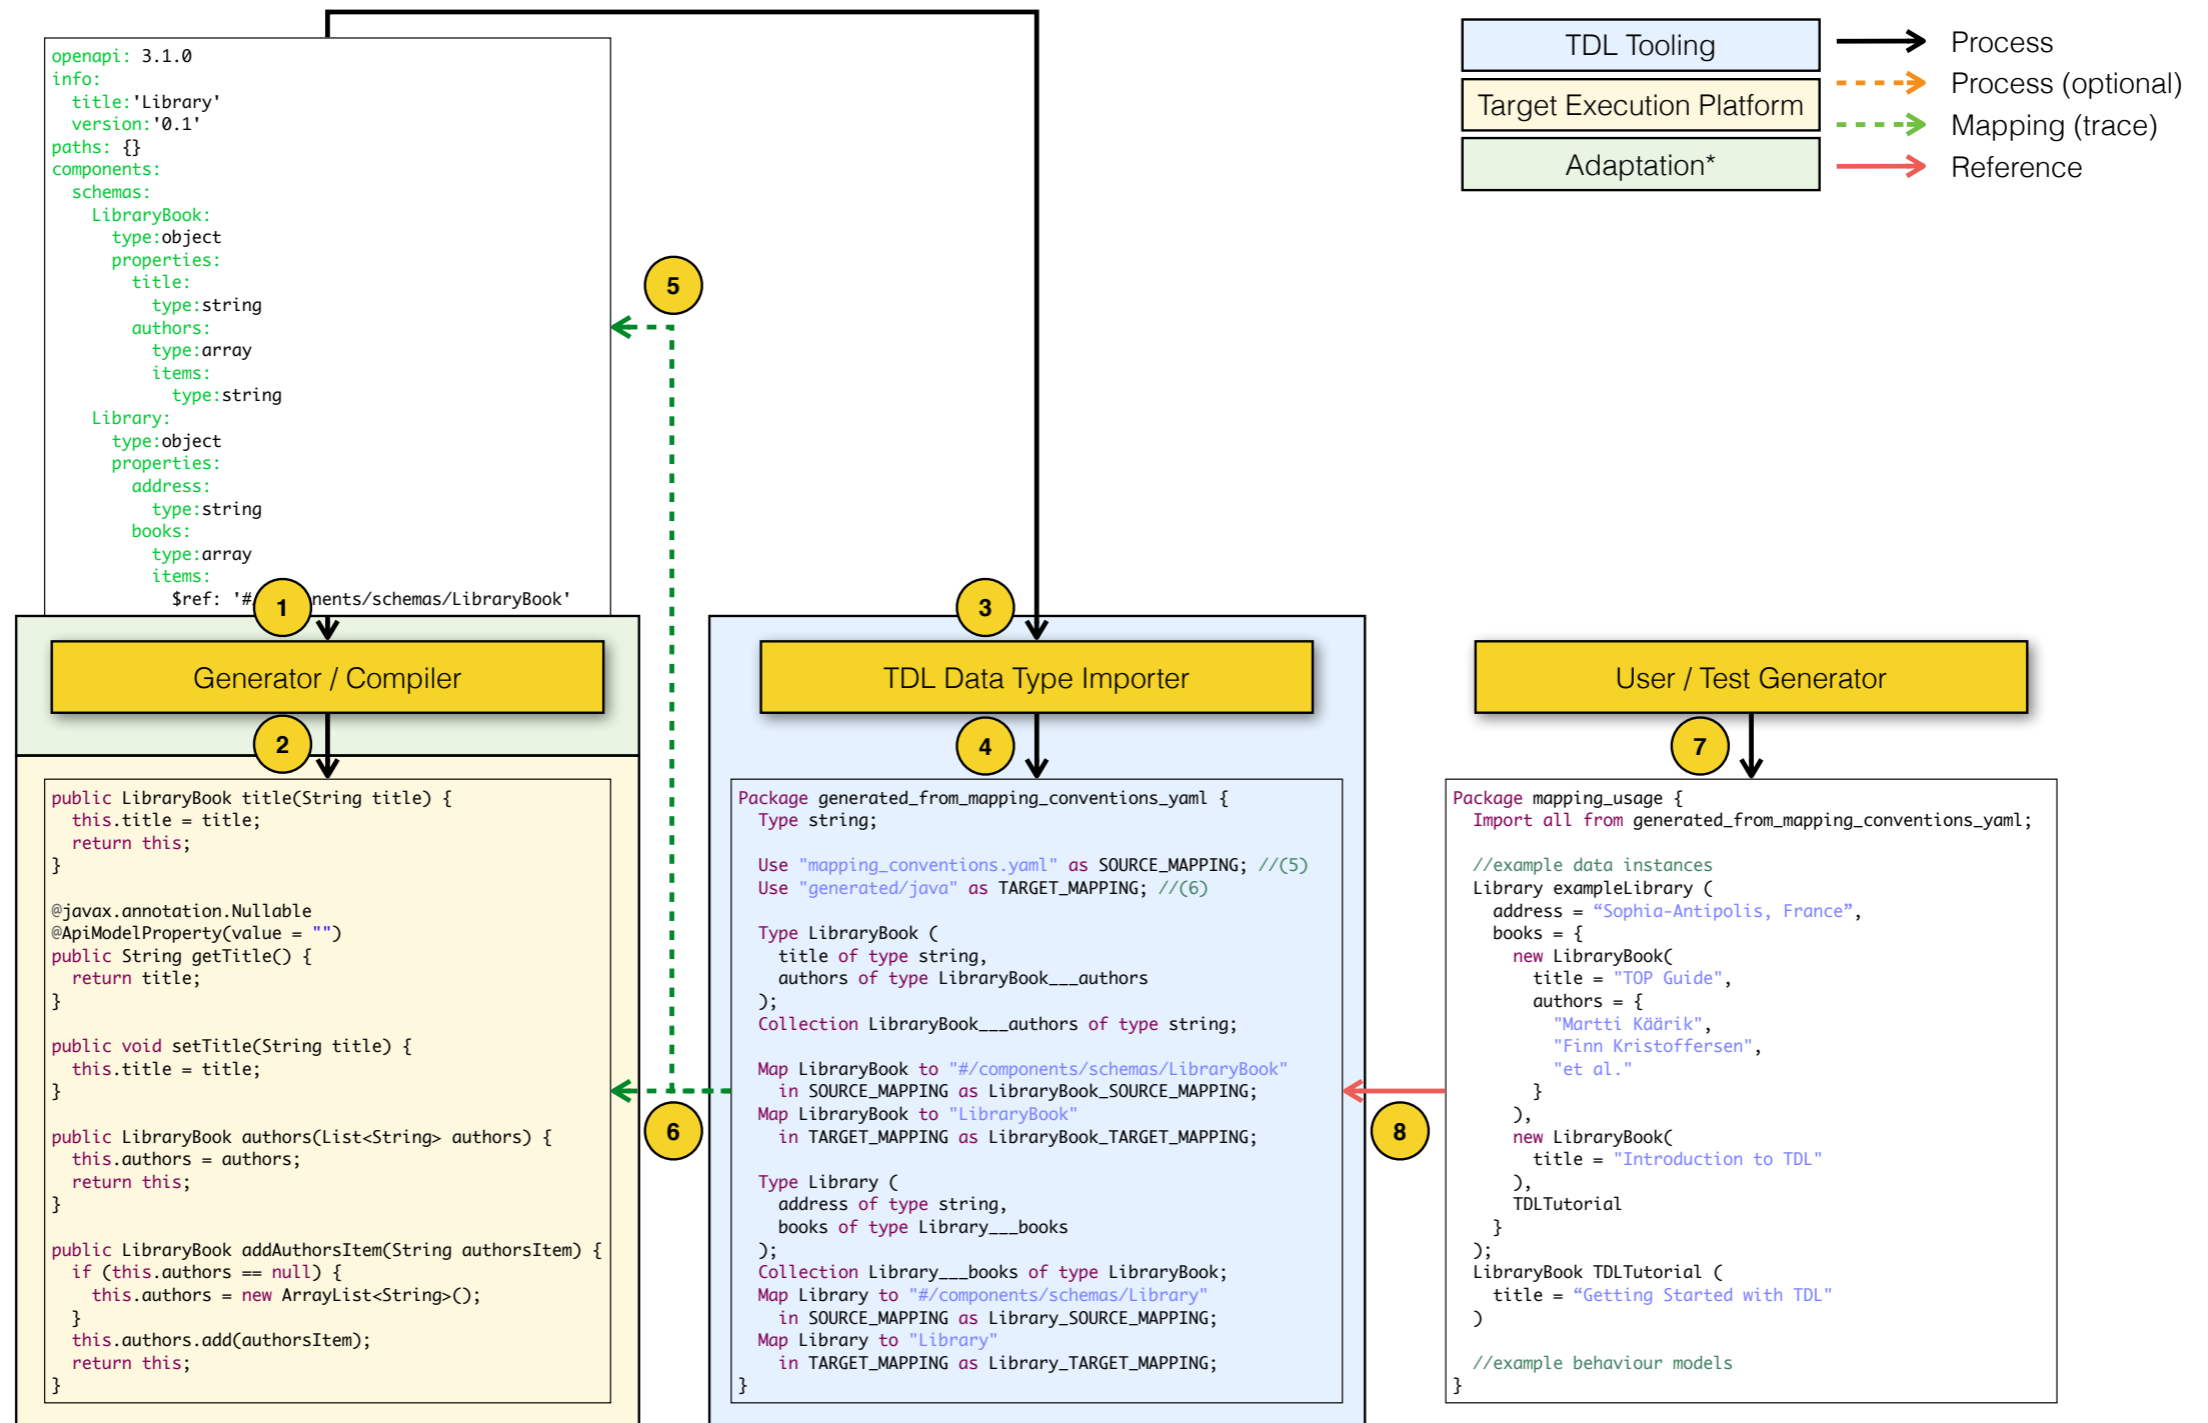 openapi: 3.1.0
info:
  title:'Library'
  version:'0.1'
paths: {}
components:
  schemas:
    LibraryBook:
      type:object
      properties:
        title:
          type:string
        authors:
          type:array
          items:
            type:string
    Library:
      type:object
      properties:
        address:
          type:string
        books:
          type:array
          items:
            $ref: '#/ nents/schemas/LibraryBook'
TDL Tooling
Target Execution Platform
Adaptation*
Process
Process (optional)
Mapping (trace)
Reference
5
1
3
Generator / Compiler
TDL Data Type Importer
User / Test Generator
2
4
7
public LibraryBook title(String title) {
  this.title = title;
  return this;
}
@javax.annotation.Nullable
@ApiModelProperty(value = "")
public String getTitle() {
  return title;
}
public void setTitle(String title) {
  this.title = title;
}
public LibraryBook authors(List<String> authors) {
  this.authors = authors;
  return this;
}
public LibraryBook addAuthorsItem(String authorsItem) {
  if (this.authors == null) {
    this.authors = new ArrayList<String>();
  }
  this.authors.add(authorsItem);
  return this;
}
6
Package generated_from_mapping_conventions_yaml {
  Type string;
  Use "mapping_conventions.yaml" as SOURCE_MAPPING; //(5)
  Use "generated/java" as TARGET_MAPPING; //(6)
  Type LibraryBook (
    title of type string,
    authors of type LibraryBook___authors
  );
  Collection LibraryBook___authors of type string;
  Map LibraryBook to "#/components/schemas/LibraryBook"
    in SOURCE_MAPPING as LibraryBook_SOURCE_MAPPING;
  Map LibraryBook to "LibraryBook"
    in TARGET_MAPPING as LibraryBook_TARGET_MAPPING;
  Type Library (
    address of type string,
    books of type Library___books
  );
  Collection Library___books of type LibraryBook;
  Map Library to "#/components/schemas/Library"
    in SOURCE_MAPPING as Library_SOURCE_MAPPING;
  Map Library to "Library"
    in TARGET_MAPPING as Library_TARGET_MAPPING;
}
8
Package mapping_usage {
  Import all from generated_from_mapping_conventions_yaml;
  //example data instances
  Library exampleLibrary (
    address = “Sophia-Antipolis, France”,
    books = {
      new LibraryBook(
        title = "TOP Guide",
        authors = {
          "Martti Käärik",
          "Finn Kristoffersen",
          "et al."
        }
      ),
      new LibraryBook(
        title = "Introduction to TDL"
      ),
      TDLTutorial
    }
  );
  LibraryBook TDLTutorial (
    title = “Getting Started with TDL"
  )
  //example behaviour models
}